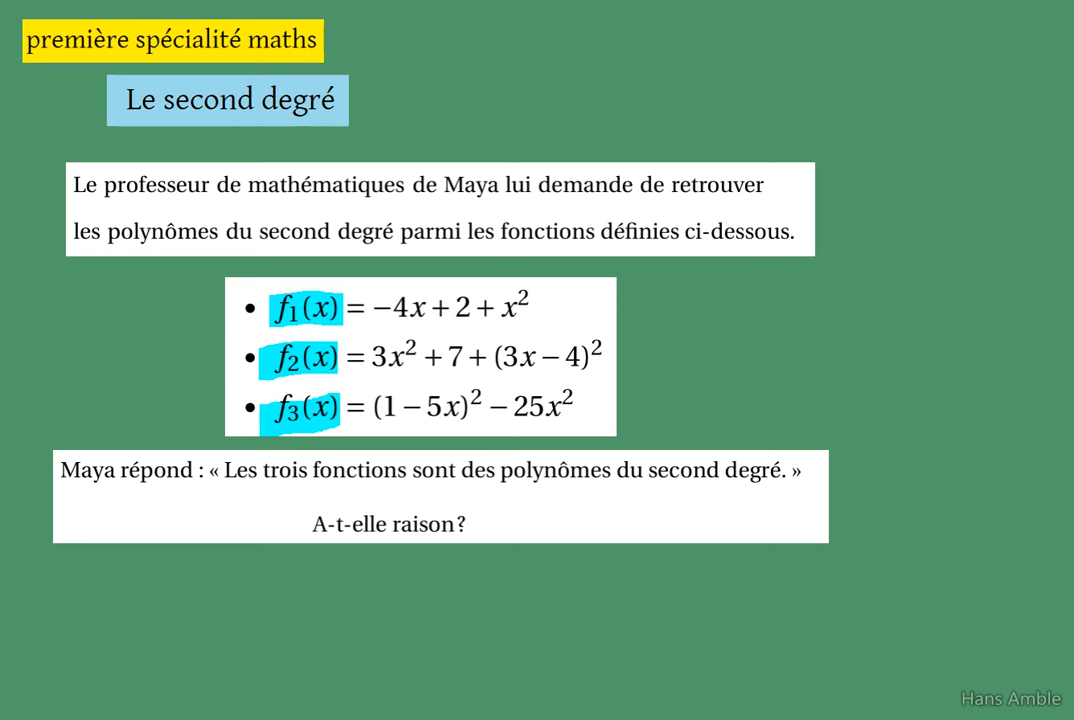 première spécialité maths
Le second degré
Le professeur de mathématiques de Maya lui demande de retrouver
les polynômes du second degré parmi les fonctions définies ci-dessous.
• f₁(x) = −4x + 2 + x²
• f₂(x) = 3x² + 7 + (3x − 4)²
• f₃(x) = (1 − 5x)² − 25x²
Maya répond : « Les trois fonctions sont des polynômes du second degré. »
A-t-elle raison ?
Hans Amble